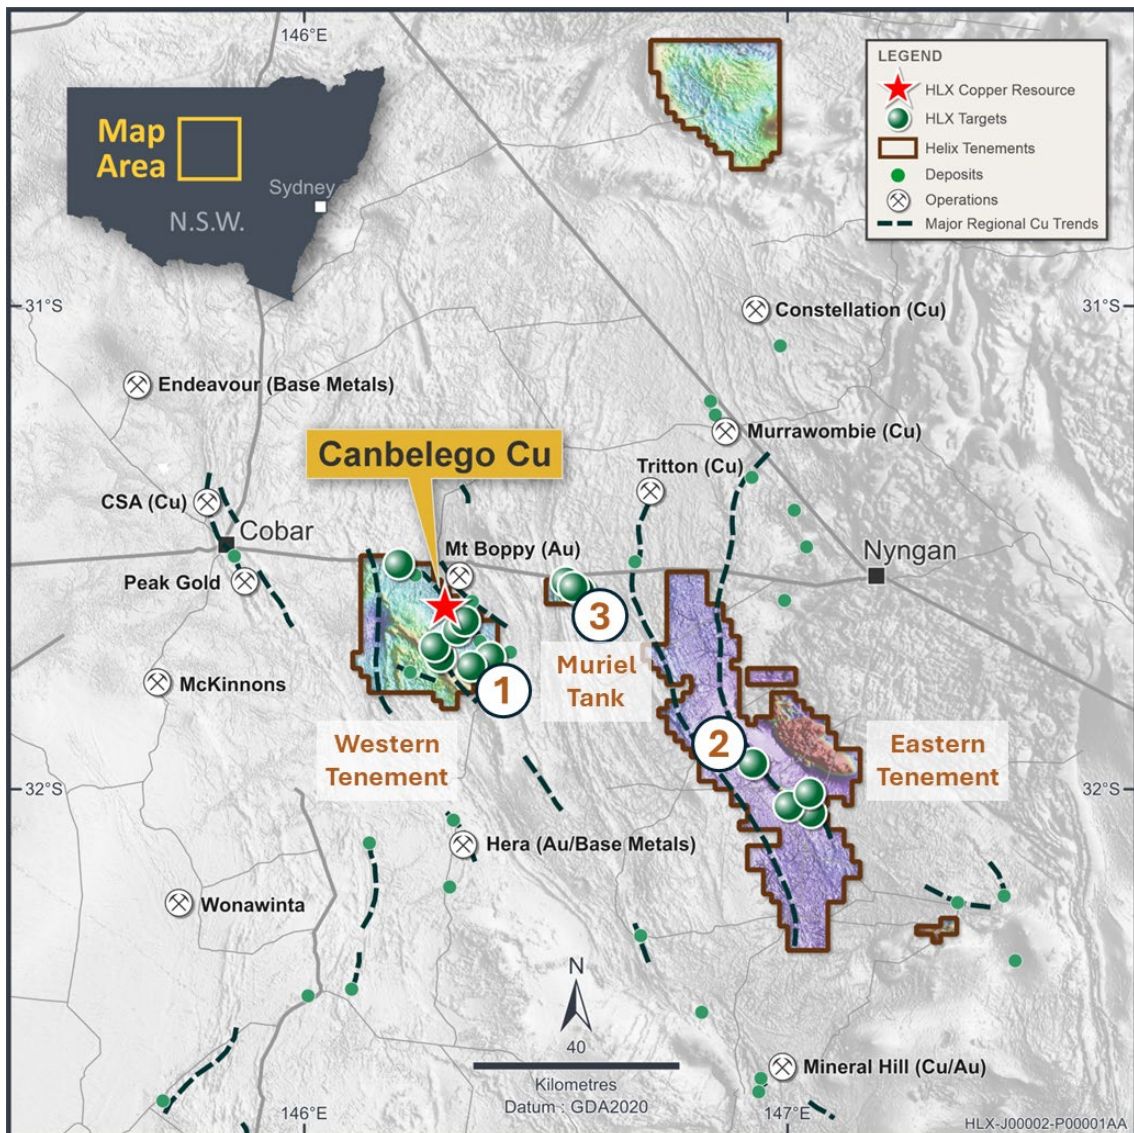 146°E
Map
Area
Sydney
N.S.W.
LEGEND
HLX Copper Resource
HLX Targets
Helix Tenements
Deposits
Operations
Major Regional Cu Trends
31°S
31°S
Constellation (Cu)
Endeavour (Base Metals)
Murrawombie (Cu)
Canbelego Cu
Tritton (Cu)
CSA (Cu)
Cobar
Mt Boppy (Au)
Nyngan
Peak Gold
3
McKinnons
1
Muriel
Tank
2
Western
Tenement
Eastern
Tenement
32°S
32°S
Hera (Au/Base Metals)
Wonawinta
N
40
Kilometres
Datum : GDA2020
Mineral Hill (Cu/Au)
146°E
147°E
HLX-J00002-P00001AA